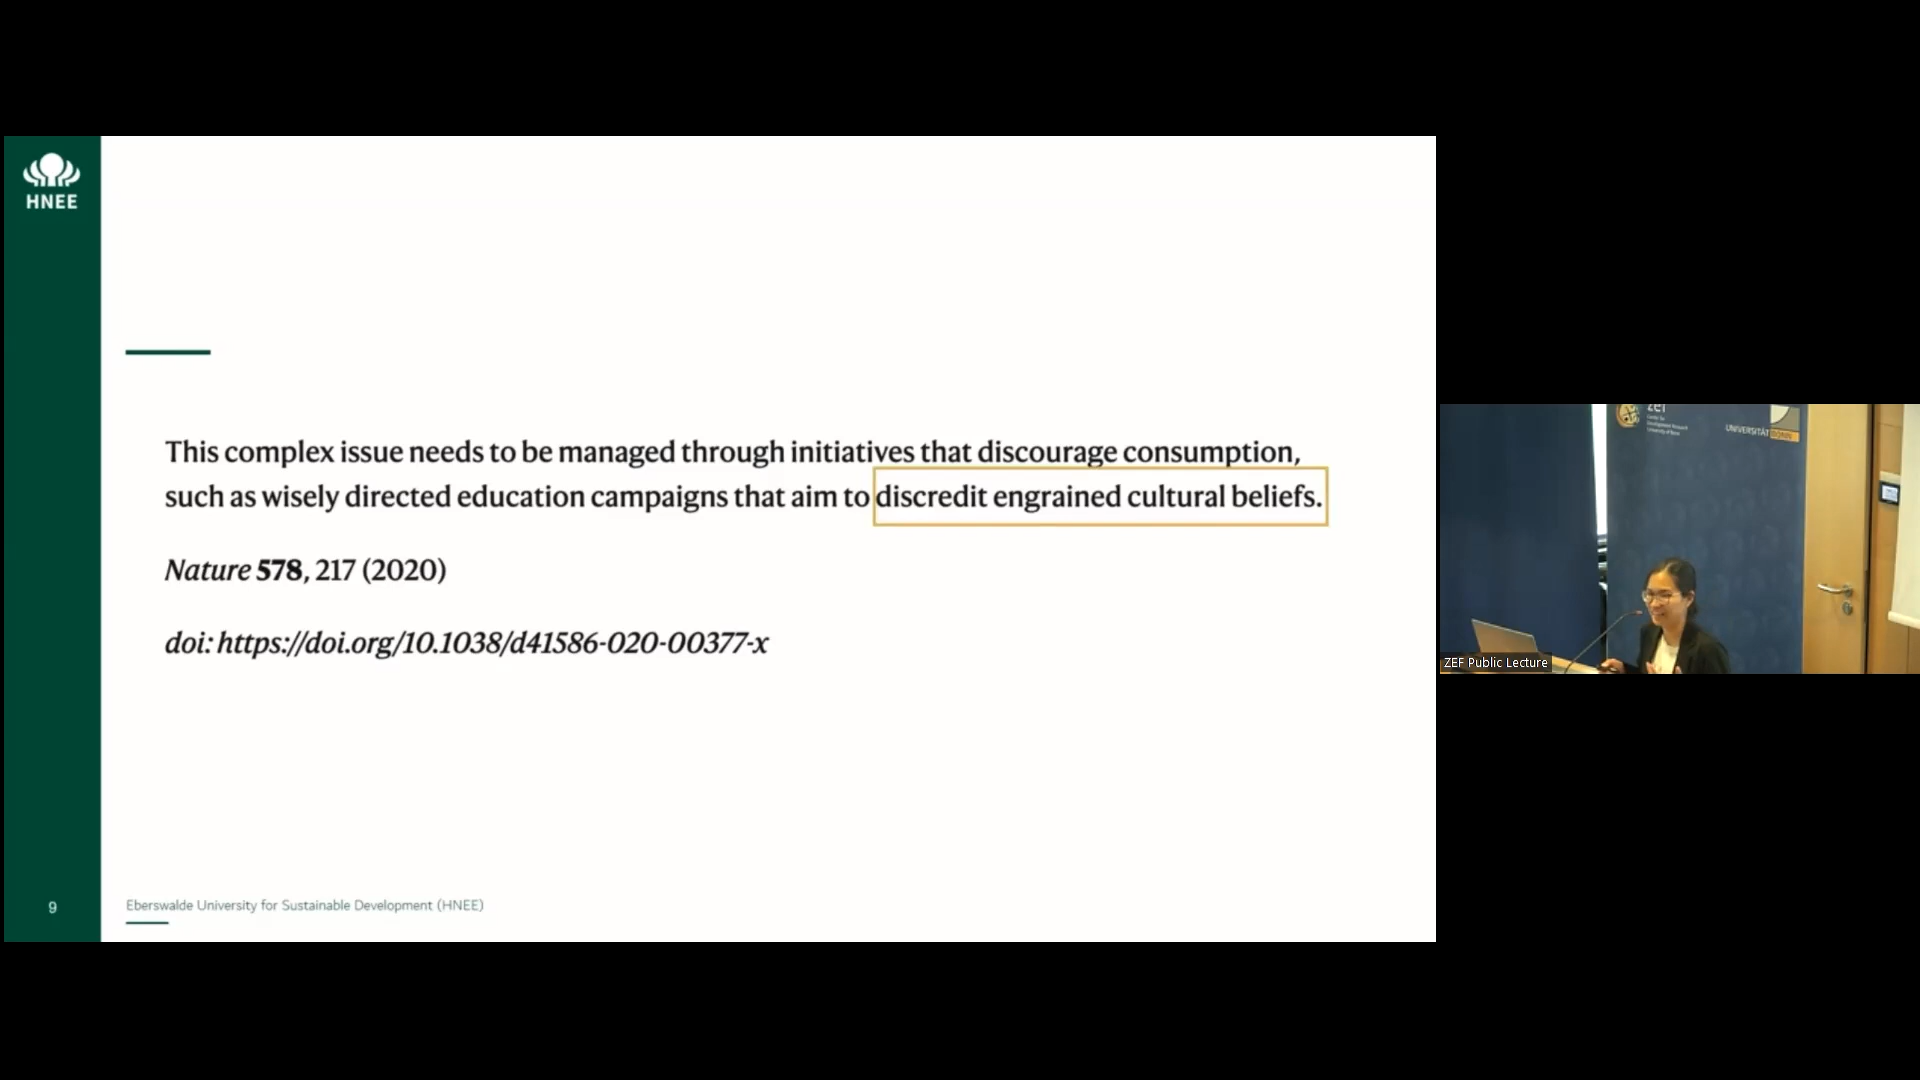 HNEE
This complex issue needs to be managed through initiatives that discourage consumption,
such as wisely directed education campaigns that aim to discredit engrained cultural beliefs.
Nature 578, 217 (2020)
doi: https://doi.org/10.1038/d41586-020-00377-x
9
Eberswalde University for Sustainable Development (HNEE)
zef
UNIVERSITÄT BONN
ZEF Public Lecture